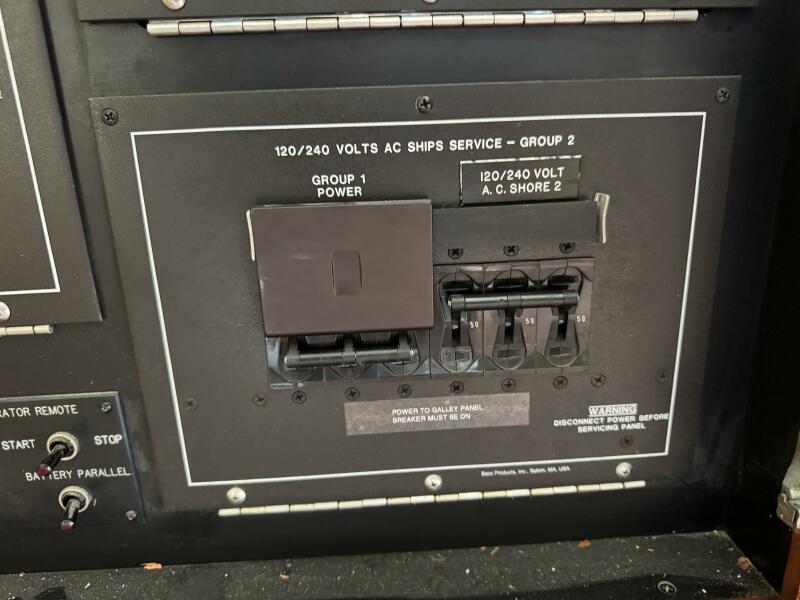 120/240 VOLTS AC SHIPS SERVICE – GROUP 2
GROUP 1
POWER
120/240 VOLT
A. C. SHORE 2
50
50
50
POWER TO GALLEY PANEL
BREAKER MUST BE ON
WARNING
DISCONNECT POWER BEFORE
SERVICING PANEL
Bass Products, Inc., Salem, MA, USA
REMOTE
START
STOP
BATTERY PARALLEL